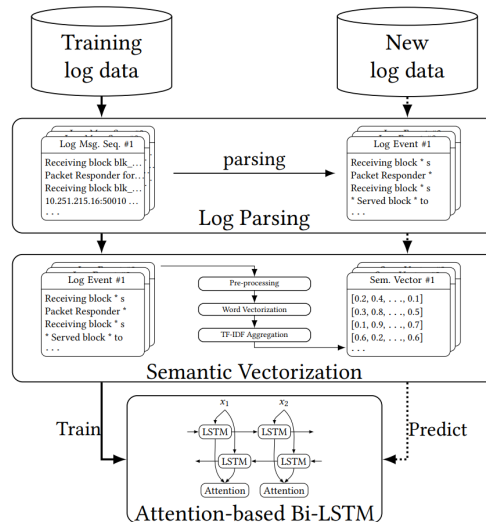 Training
log data
New
log data
Log Msg. Seq. #1
Receiving block blk_...
Packet Responder for...
Receiving block blk_...
10.251.215.16:50010 ...
. . .
parsing
Log Event #1
Receiving block * s
Packet Responder *
Receiving block * s
* Served block * to
. . .
Log Parsing
Log Event #1
Receiving block * s
Packet Responder *
Receiving block * s
* Served block * to
. . .
Pre-processing
Word Vectorization
TF-IDF Aggregation
Sem. Vector #1
[0.2, 0.4, . . ., 0.1]
[0.3, 0.8, . . ., 0.5]
[0.1, 0.9, . . ., 0.7]
[0.6, 0.2, . . ., 0.6]
. . .
Semantic Vectorization
Train
Predict
x1 x2
LSTM LSTM
LSTM LSTM
Attention Attention
Attention-based Bi-LSTM